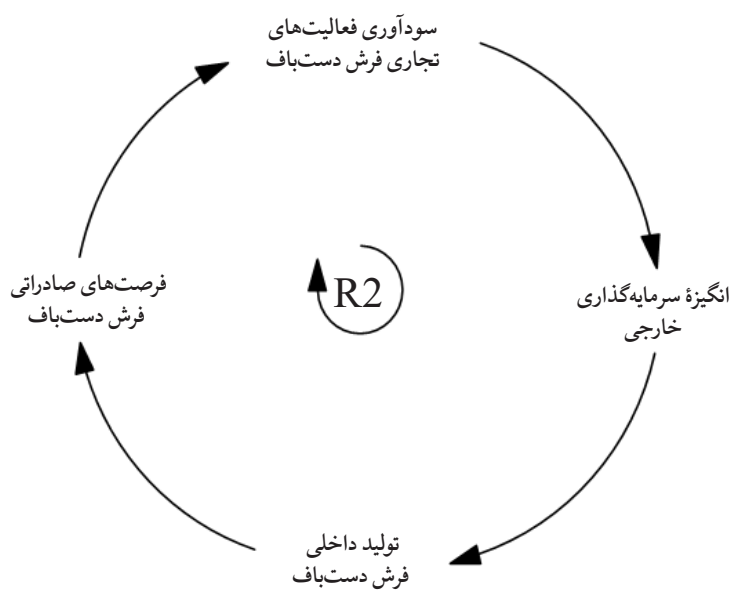 سودآوری فعالیت‌های
تجاری فرش دست‌باف
انگیزۀ سرمایه‌گذاری
خارجی
فرصت‌های صادراتی
فرش دست‌باف
R2
تولید داخلی
فرش دست‌باف